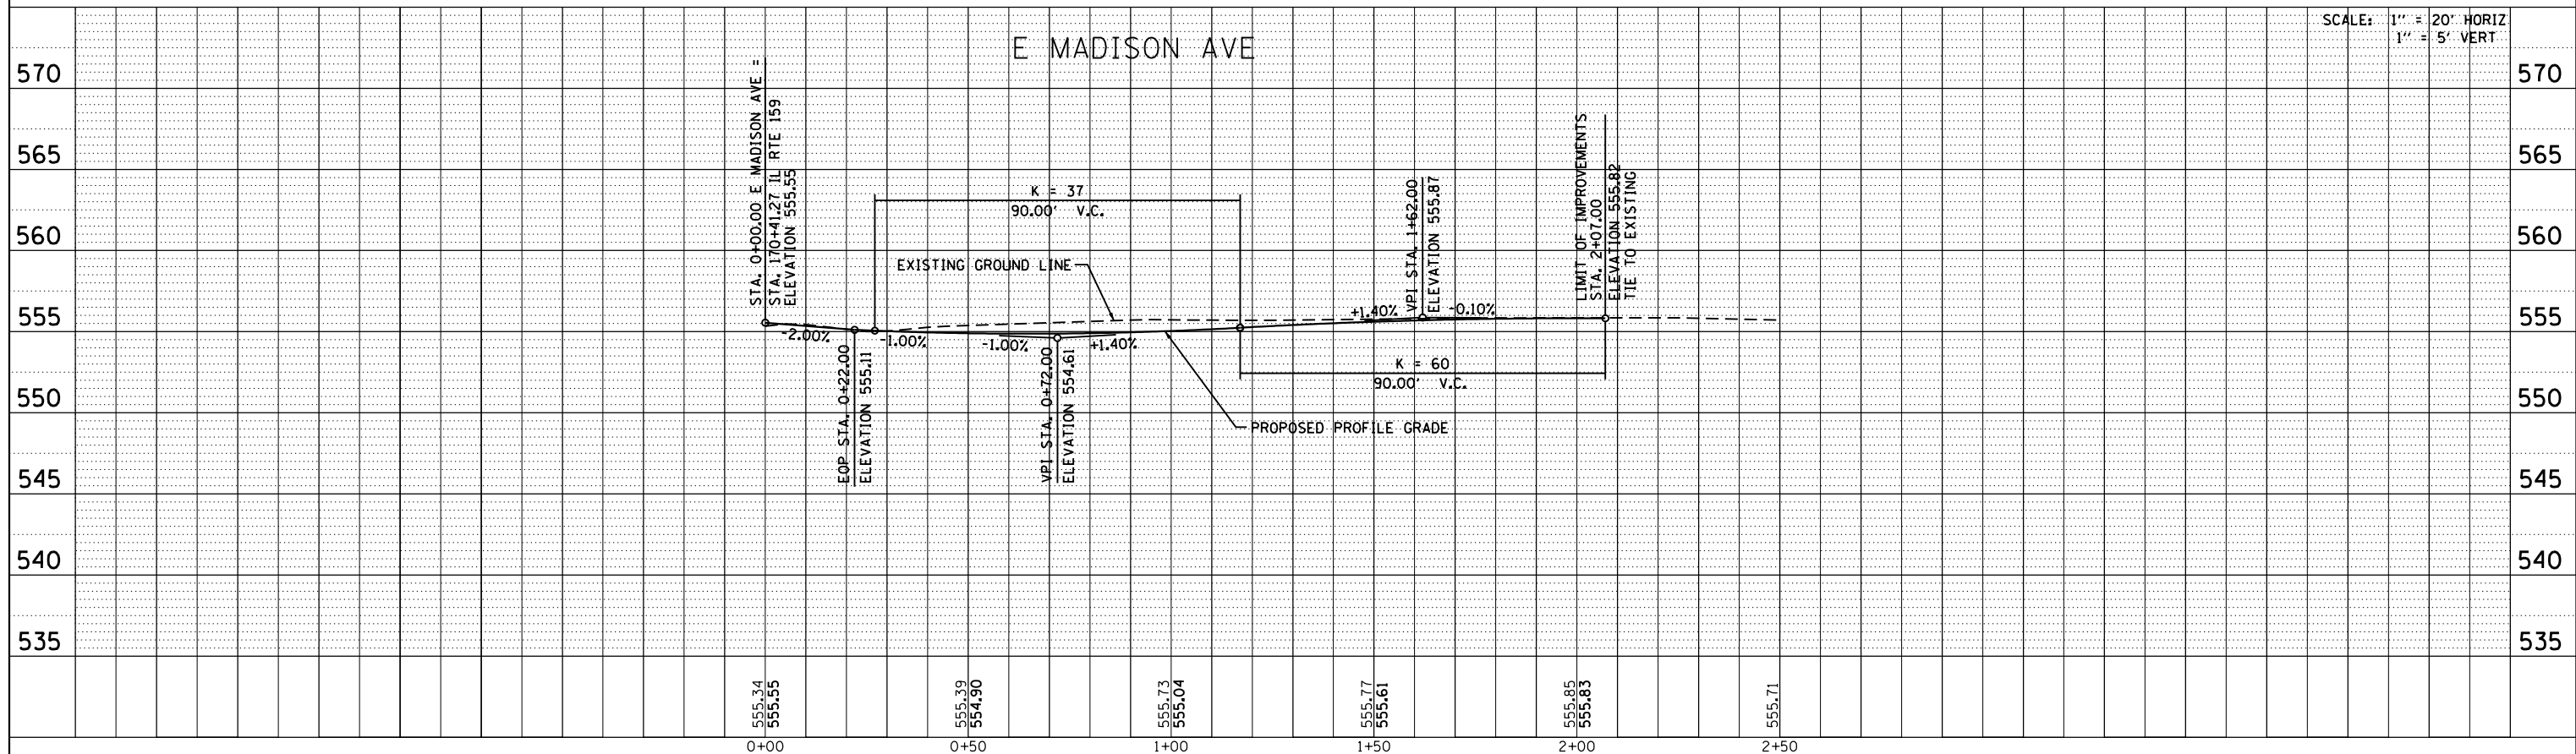 SCALE: 1'' = 20' HORIZ
1'' = 5' VERT
E MADISON AVE
570
570
565
565
560
560
555
555
550
550
545
545
540
540
535
535
STA. 0+00.00 E MADISON AVE =
STA. 170+41.27 IL RTE 159
ELEVATION 555.55
K = 37
90.00' V.C.
EXISTING GROUND LINE
VPI STA. 1+62.00
ELEVATION 555.87
LIMIT OF IMPROVEMENTS
STA. 2+07.00
ELEVATION 555.82
TIE TO EXISTING
-2.00%
-1.00%
-1.00%
+1.40%
+1.40%
-0.10%
EOP STA. 0+22.00
ELEVATION 555.11
VPI STA. 0+72.00
ELEVATION 554.61
K = 60
90.00' V.C.
PROPOSED PROFILE GRADE
555.34
555.55
555.39
554.90
555.73
555.04
555.77
555.61
555.85
555.83
555.71
0+00
0+50
1+00
1+50
2+00
2+50